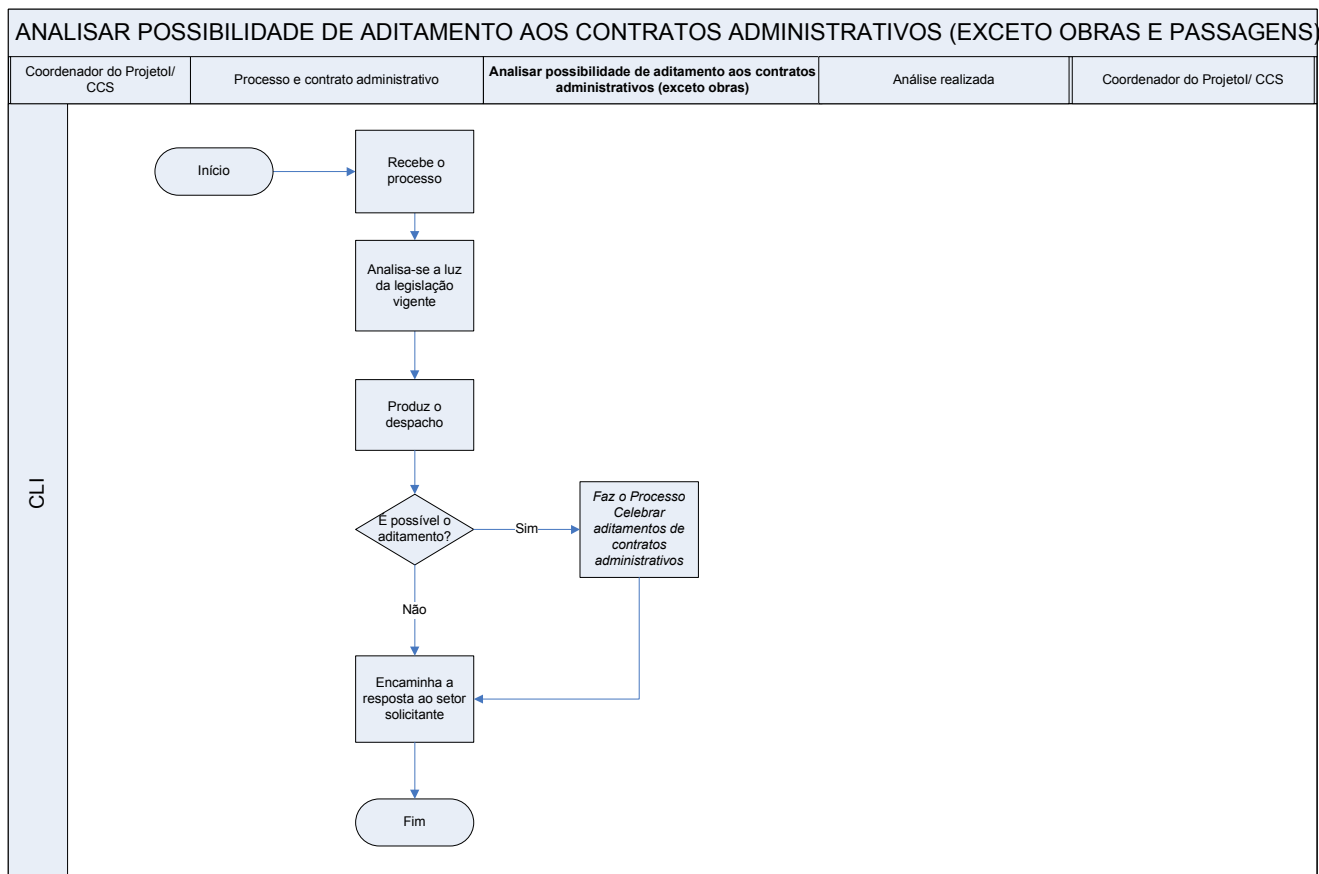 ANALISAR POSSIBILIDADE DE ADITAMENTO AOS CONTRATOS ADMINISTRATIVOS (EXCETO OBRAS E PASSAGENS)
Coordenador do ProjetoI/
CCS
Processo e contrato administrativo
Analisar possibilidade de aditamento aos contratos
administrativos (exceto obras)
Análise realizada
Coordenador do ProjetoI/ CCS
CLI
Início
Recebe o
processo
Analisa-se a luz
da legislação
vigente
Produz o
despacho
É possível o
aditamento?
Sim
Faz o Processo
Celebrar
aditamentos de
contratos
administrativos
Não
Encaminha a
resposta ao setor
solicitante
Fim